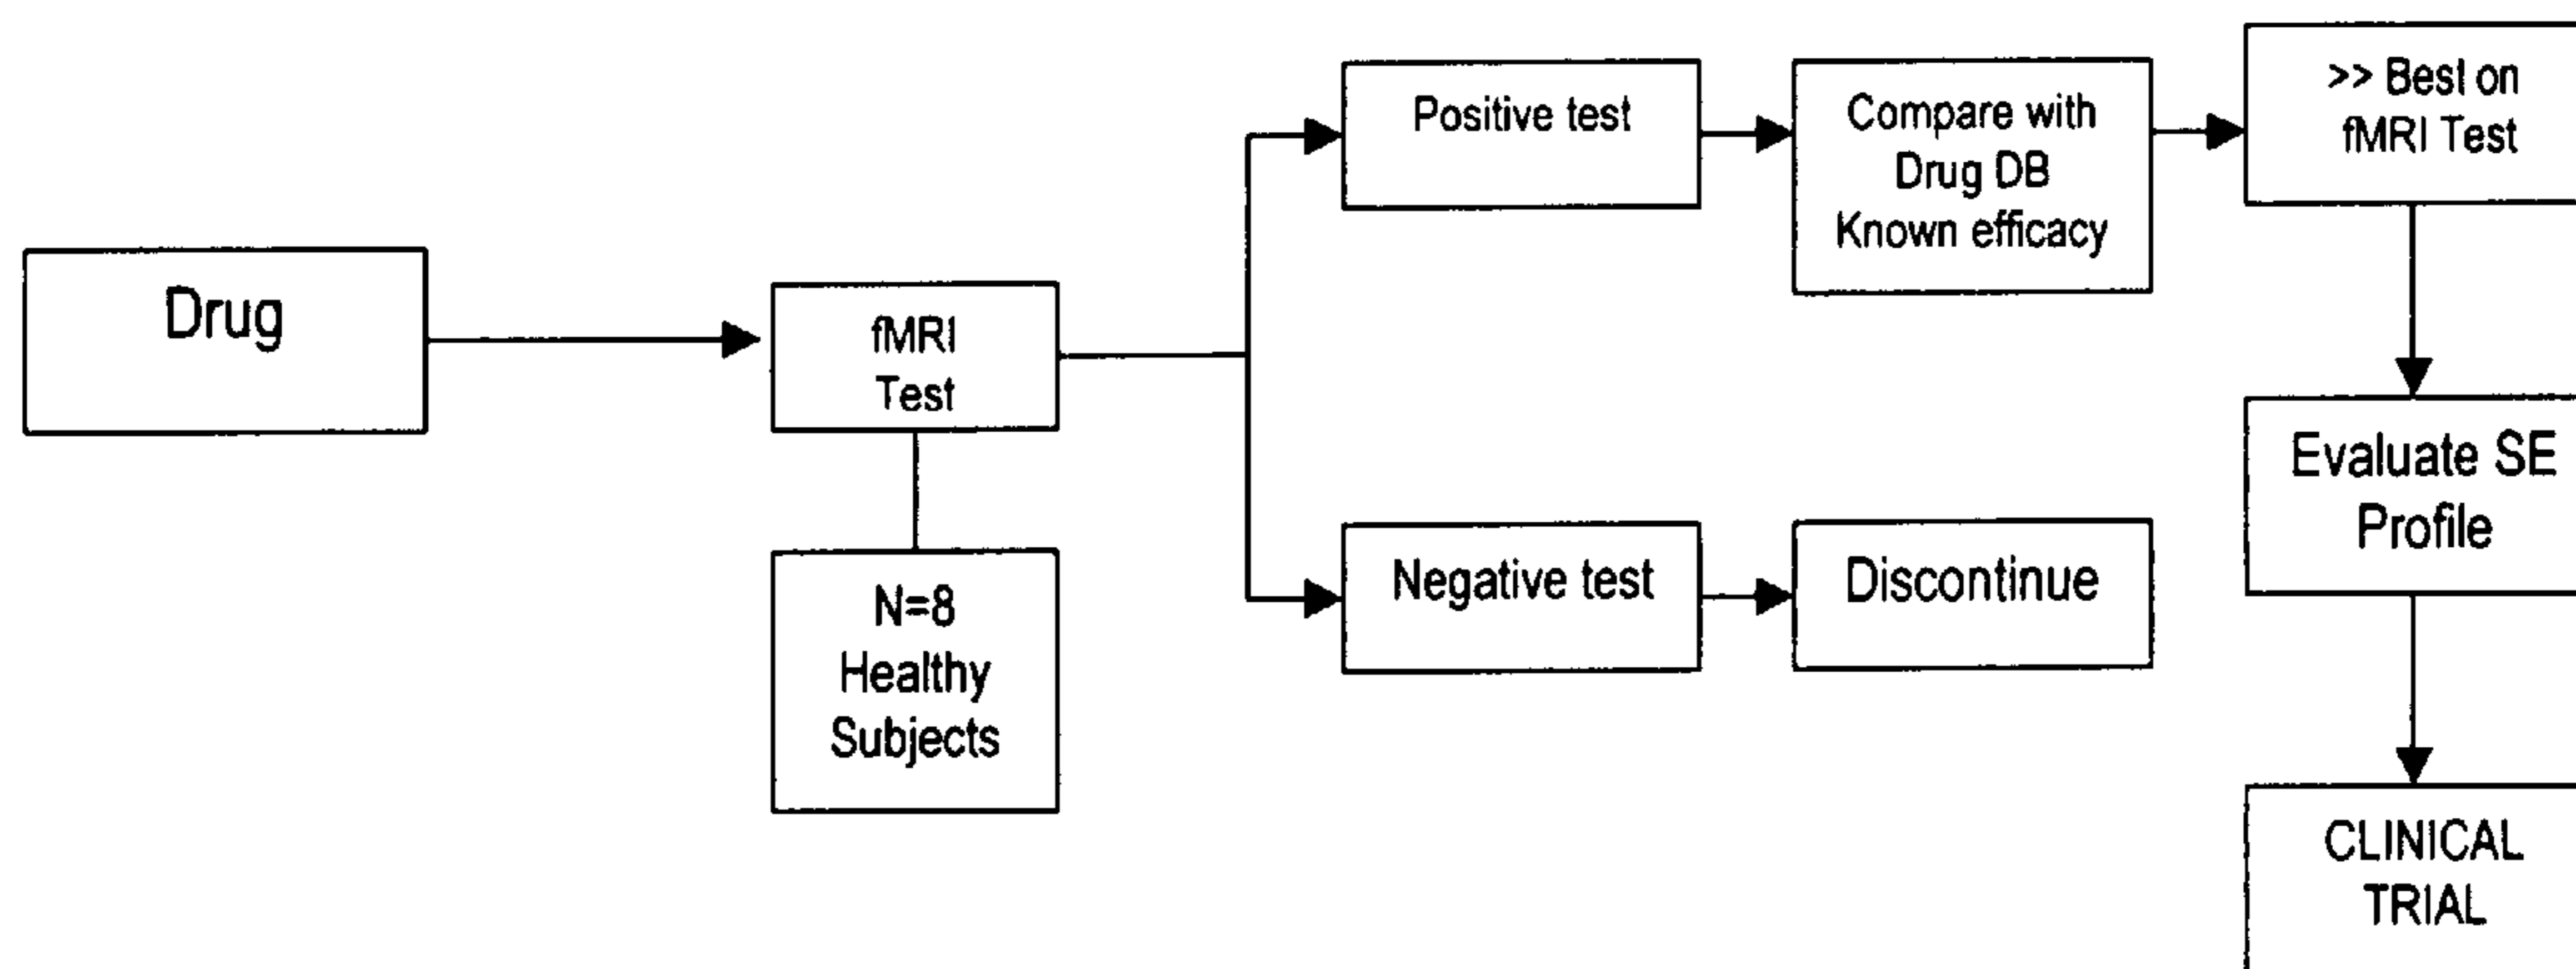 Drug
fMRI
Test
N=8
Healthy
Subjects
Positive test
Compare with
Drug DB
Known efficacy
>> Best on
fMRI Test
Negative test
Discontinue
Evaluate SE
Profile
CLINICAL
TRIAL